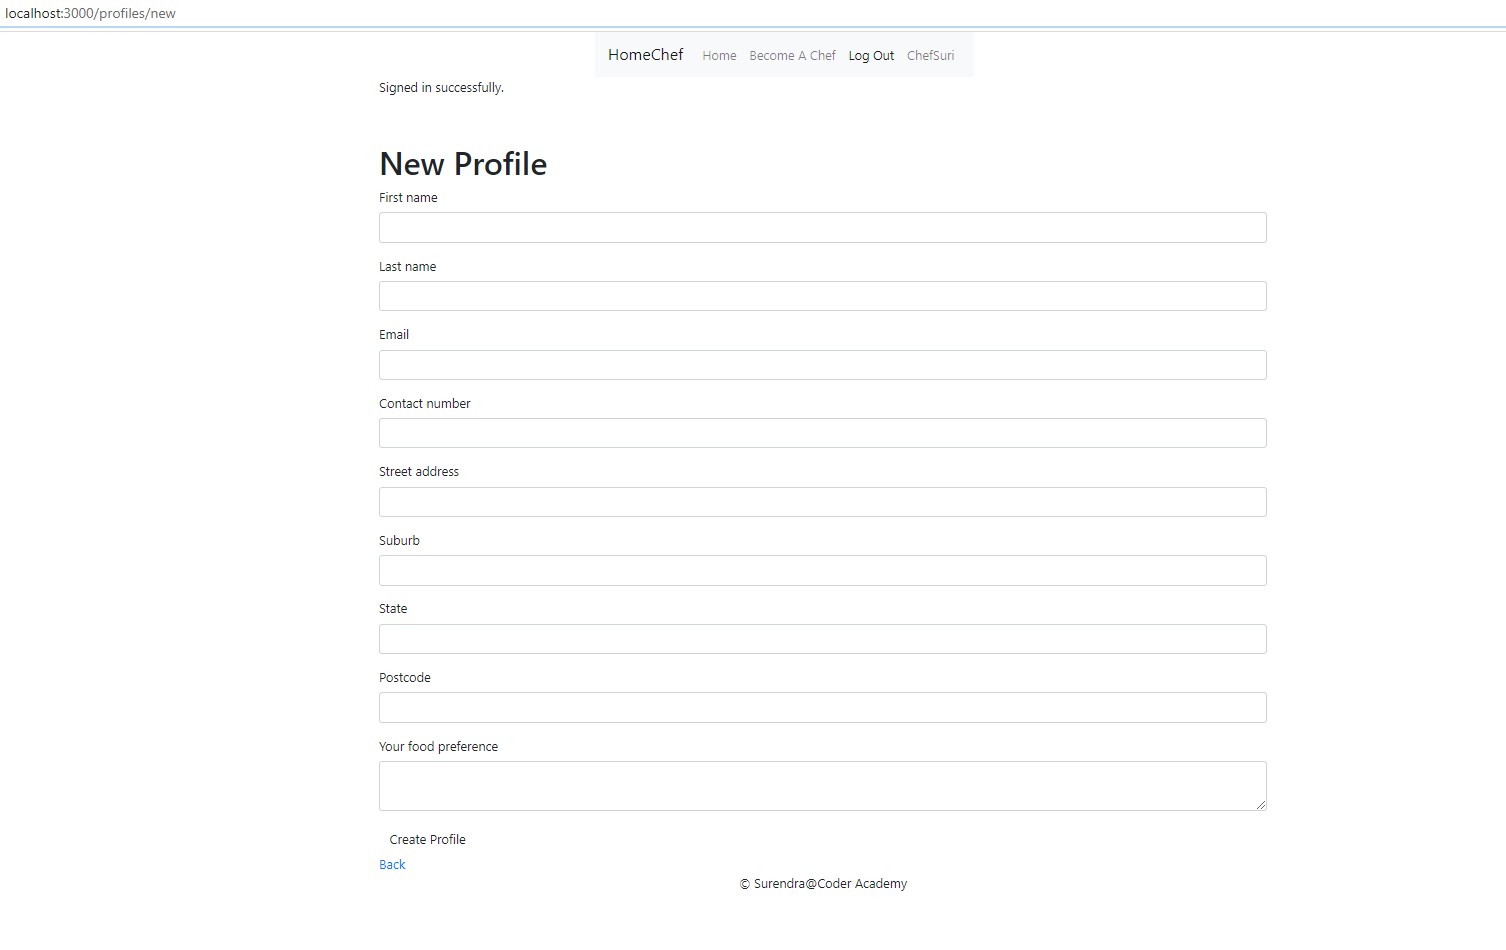 localhost:3000/profiles/new
HomeChef Home Become A Chef Log Out ChefSuri
Signed in successfully.
New Profile
First name
Last name
Email
Contact number
Street address
Suburb
State
Postcode
Your food preference
Create Profile
Back
© Surendra@Coder Academy